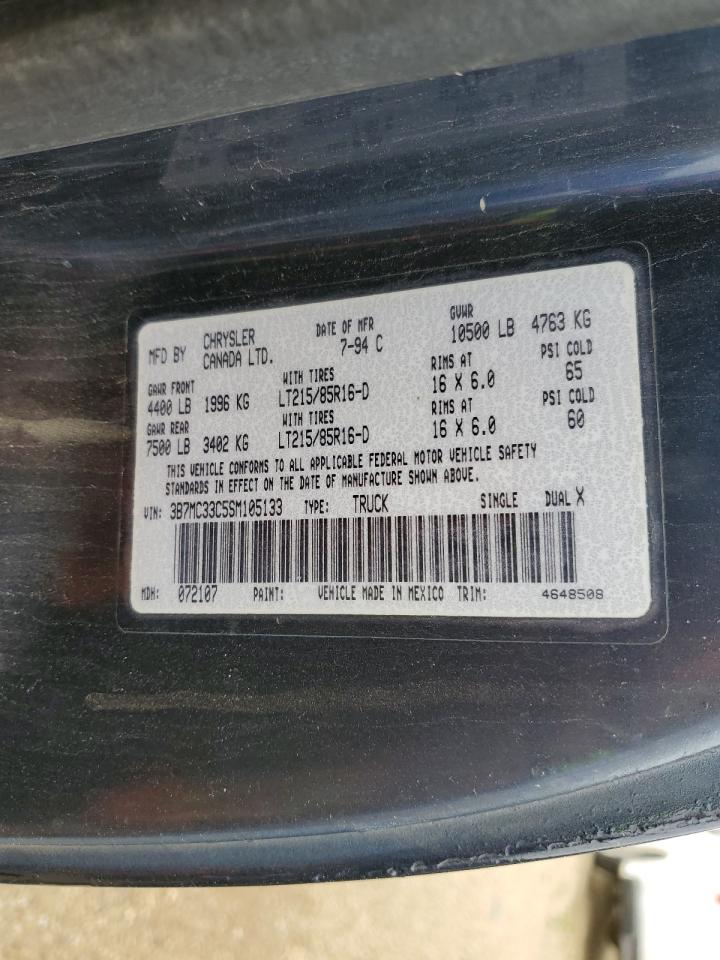 MFD BY CHRYSLER CANADA LTD. DATE OF MFR 7-94 C GVWR 10500 LB 4763 KG
GAWR FRONT WITH TIRES RIMS AT PSI COLD
4400 LB 1996 KG LT215/85R16-D 16 X 6.0 65
GAWR REAR WITH TIRES RIMS AT PSI COLD
7500 LB 3402 KG LT215/85R16-D 16 X 6.0 60
THIS VEHICLE CONFORMS TO ALL APPLICABLE FEDERAL MOTOR VEHICLE SAFETY
STANDARDS IN EFFECT ON THE DATE OF MANUFACTURE SHOWN ABOVE.
VIN: 3B7MC33C5SM105133 TYPE: TRUCK SINGLE DUAL X
MDH: 072107 PAINT: VEHICLE MADE IN MEXICO TRIM: 4648508